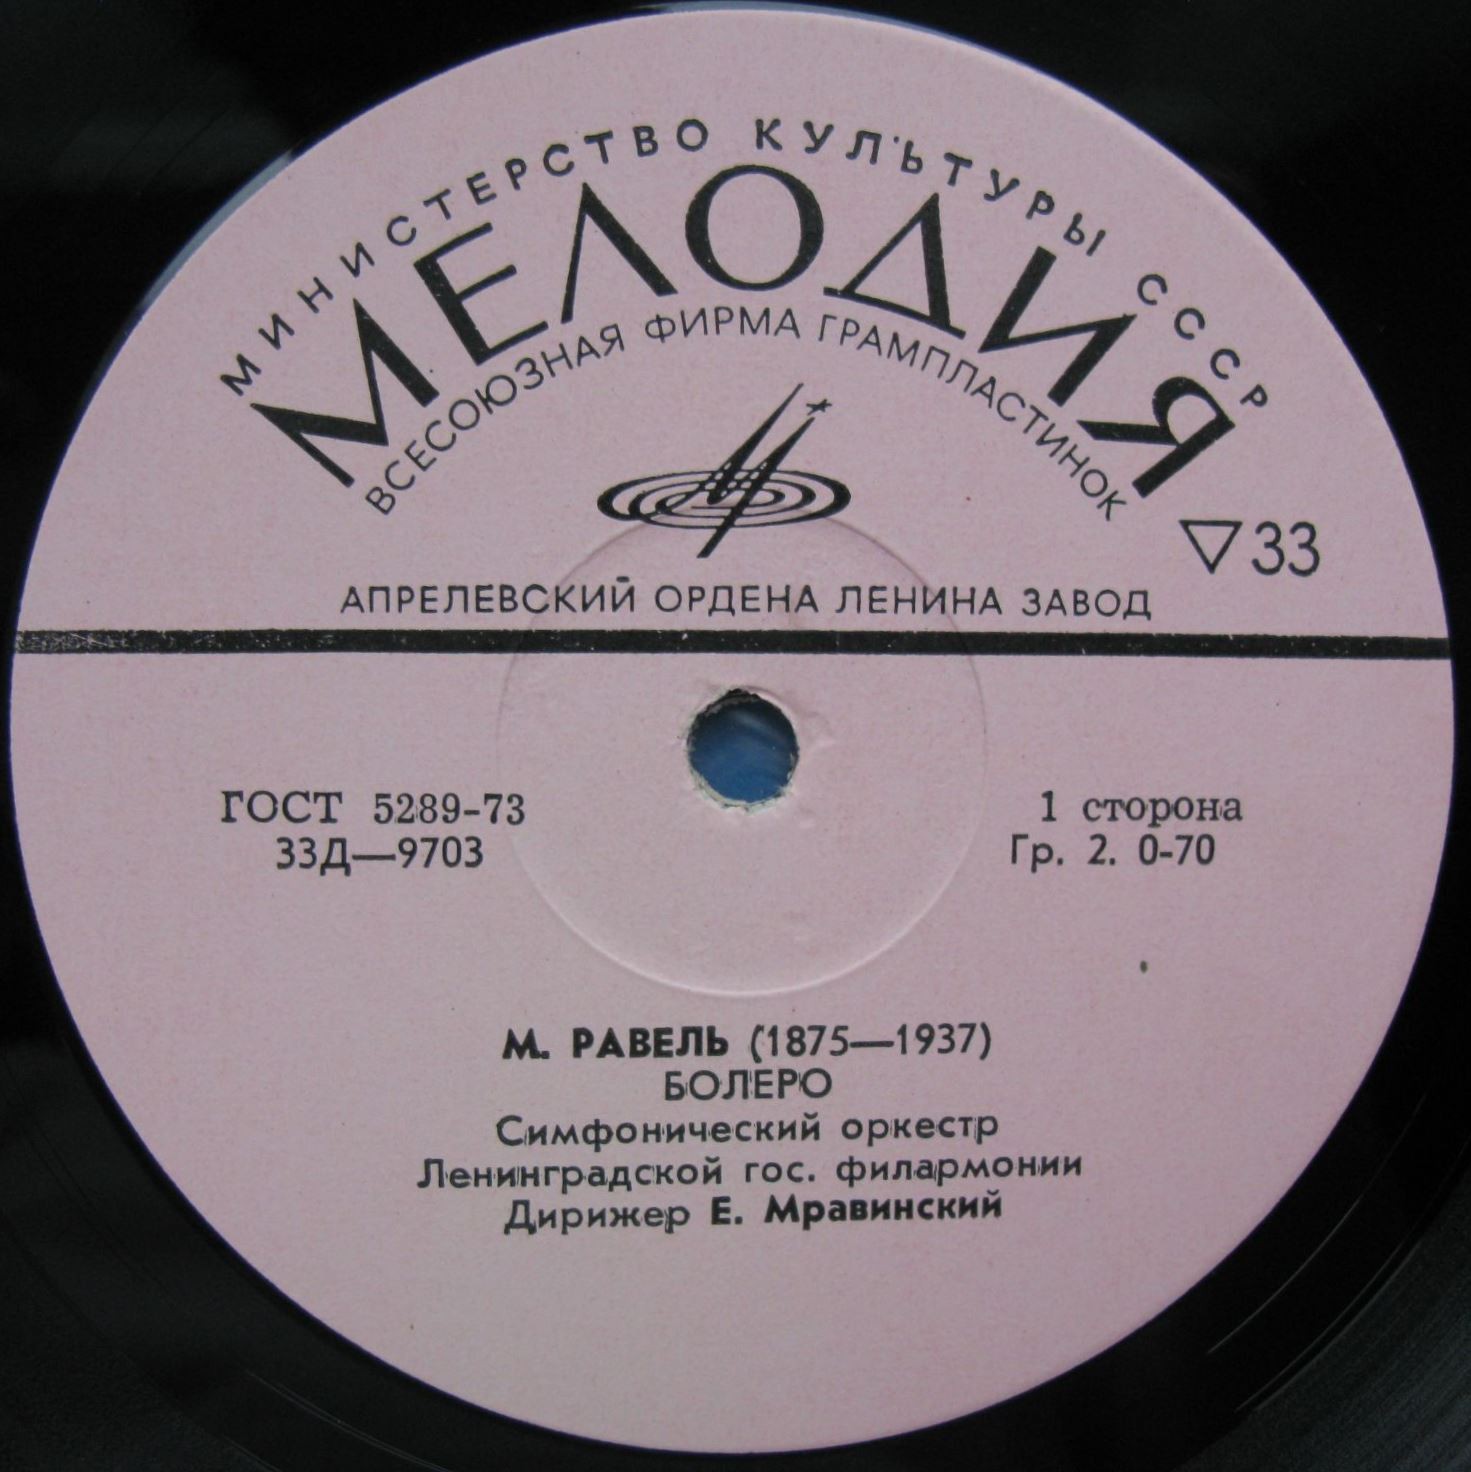 МИНИСТЕРСТВО КУЛЬТУРЫ СССР
МЕЛОДИЯ
ВСЕСОЮЗНАЯ ФИРМА ГРАМПЛАСТИНОК
▽33
АПРЕЛЕВСКИЙ ОРДЕНА ЛЕНИНА ЗАВОД
ГОСТ 5289-73
33Д—9703
1 сторона
Гр. 2. 0-70
М. РАВЕЛЬ (1875—1937)
БОЛЕРО
Симфонический оркестр
Ленинградской гос. филармонии
Дирижер Е. Мравинский